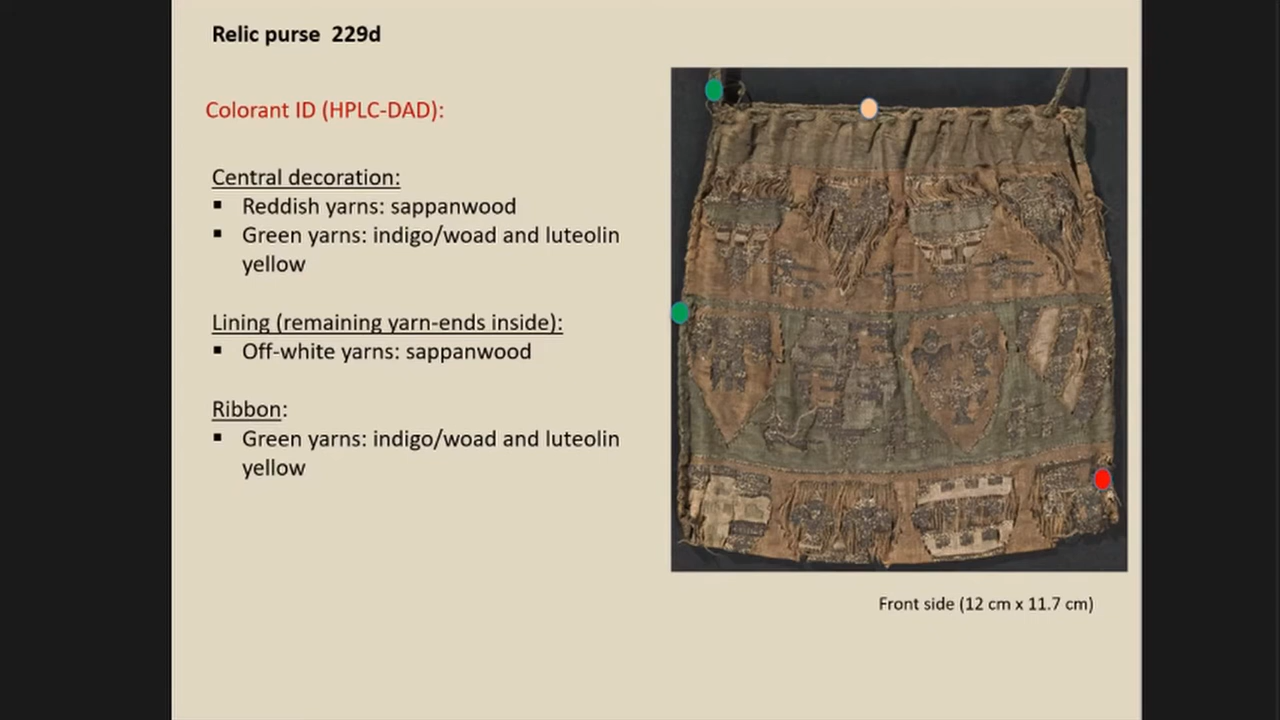 Relic purse 229d
Colorant ID (HPLC-DAD):
Central decoration:
▪ Reddish yarns: sappanwood
▪ Green yarns: indigo/woad and luteolin
yellow
Lining (remaining yarn-ends inside):
▪ Off-white yarns: sappanwood
Ribbon:
▪ Green yarns: indigo/woad and luteolin
yellow
Front side (12 cm x 11.7 cm)